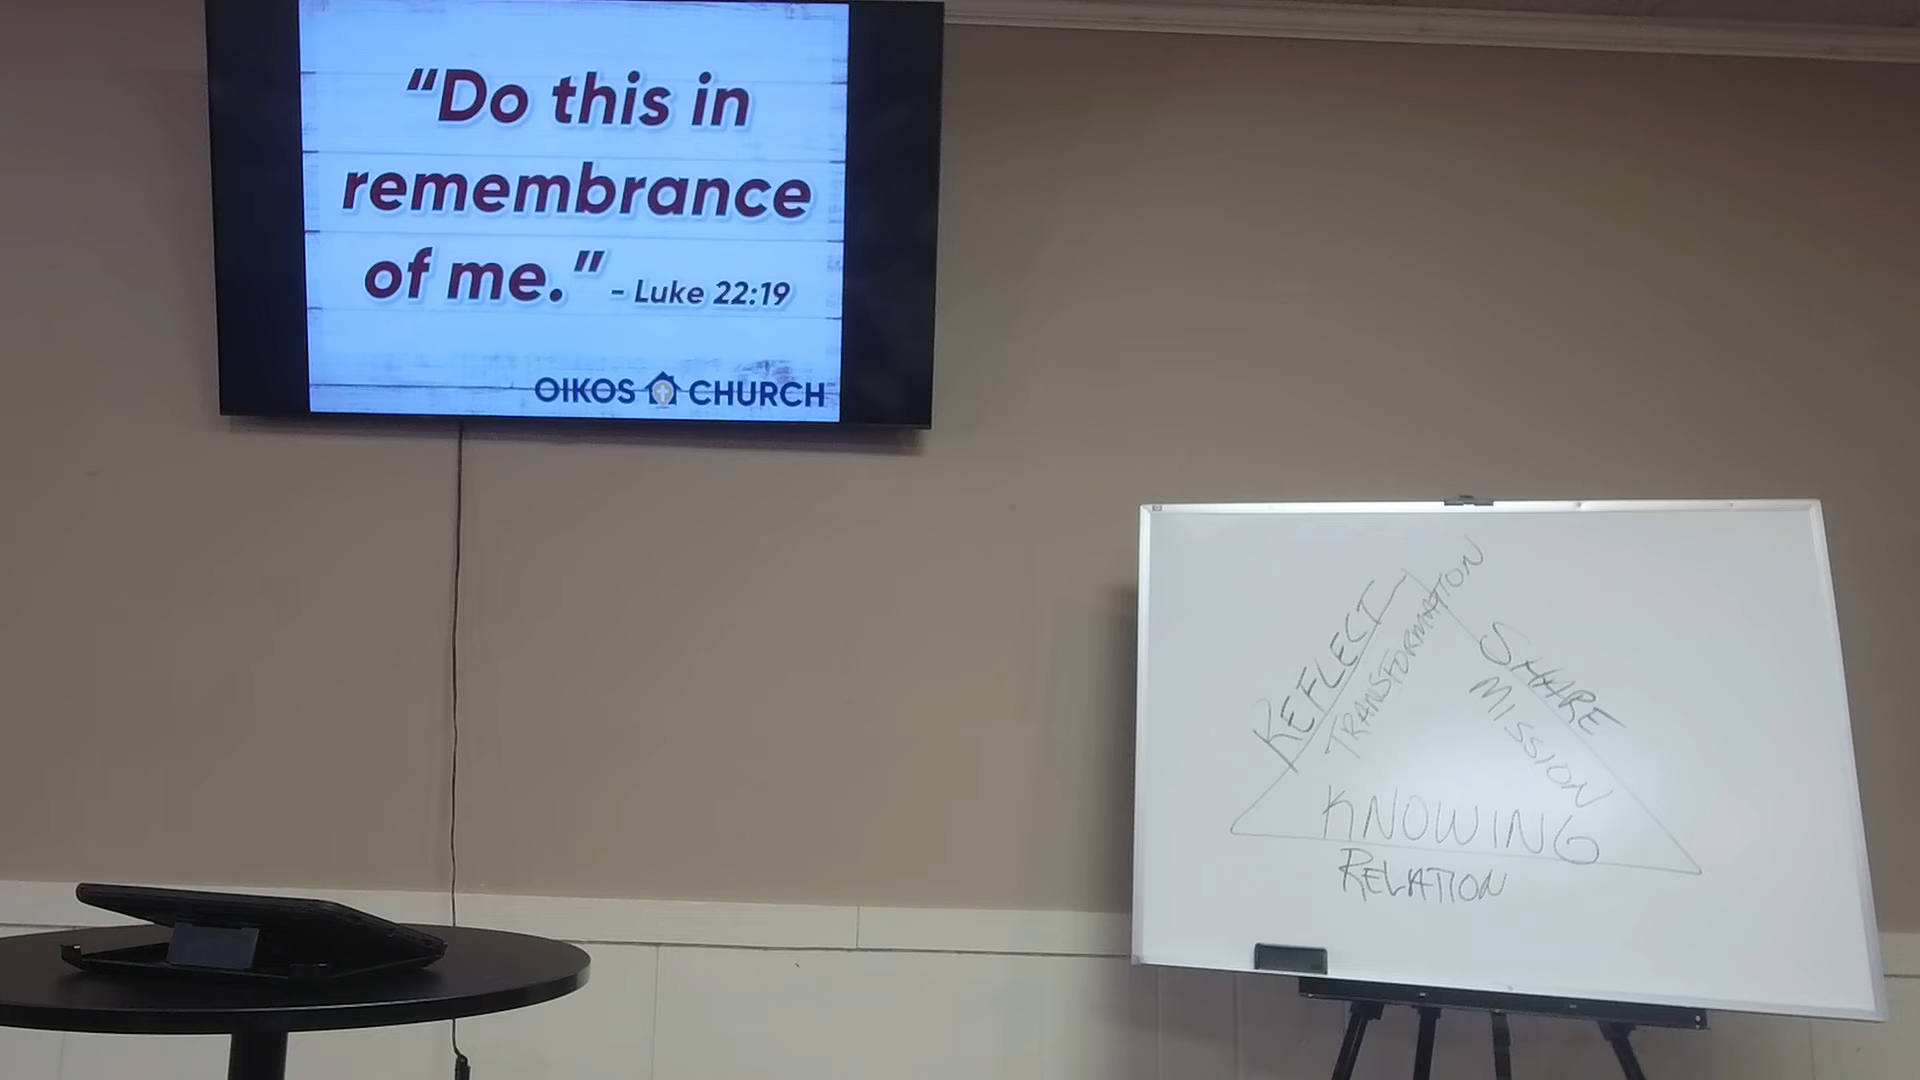 “Do this in
remembrance
of me.” - Luke 22:19
OIKOS CHURCH
REFLECT
TRANSFORMATION
SHARE
MISSION
KNOWING
RELATION